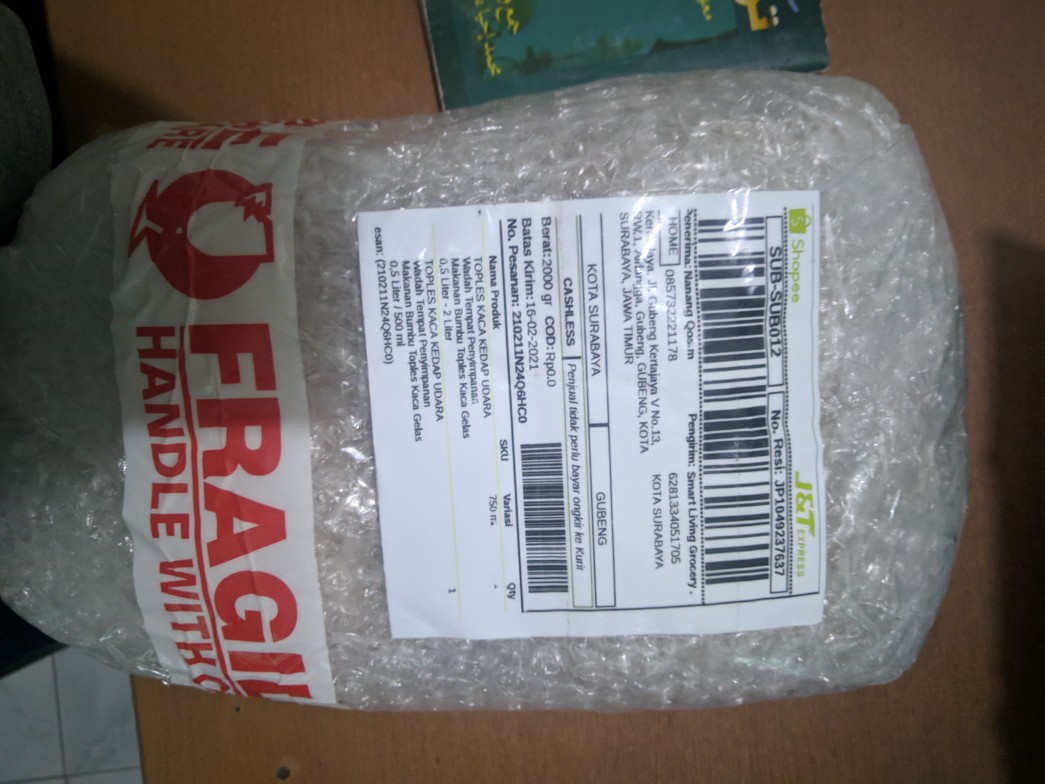 Shopee
J&T EXPRESS
SUB-SUB012
No. Resi: JP1049237637
Penerima: Nanang Qosim
Pengirim: Smart Living Grocery,
HOME 085732221178
6281334051705
Kertajaya, Jl. Gubeng Kertajaya V No.13,
KOTA SURABAYA
RW.1, Airlangga, Gubeng, GUBENG, KOTA
SURABAYA, JAWA TIMUR
KOTA SURABAYA
GUBENG
CASHLESS Penjual tidak perlu bayar ongkir ke Kurir
Berat: 2000 gr COD: Rp0.0
Batas Kirim: 16-02-2021
No. Pesanan: 210211N24Q6HC0
Nama Produk SKU Variasi Qty
TOPLES KACA KEDAP UDARA
Wadah Tempat Penyimpanan
Makanan Bumbu Toples Kaca Gelas
0,5 Liter - 2 Liter
750 m
TOPLES KACA KEDAP UDARA
Wadah Tempat Penyimpanan
Makanan Bumbu Toples Kaca Gelas
0,5 Liter / 500 ml
1
esan: (210211N24Q6HC0)
FRAGIL
HANDLE WITH C